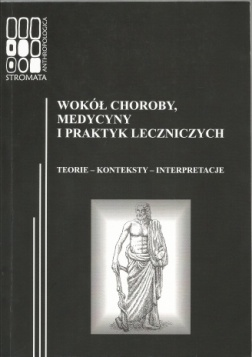 STROMATA
ANTHROPOLOGICA
WOKÓŁ CHOROBY,
MEDYCYNY
I PRAKTYK LECZNICZYCH
TEORIE – KONTEKSTY – INTERPRETACJE